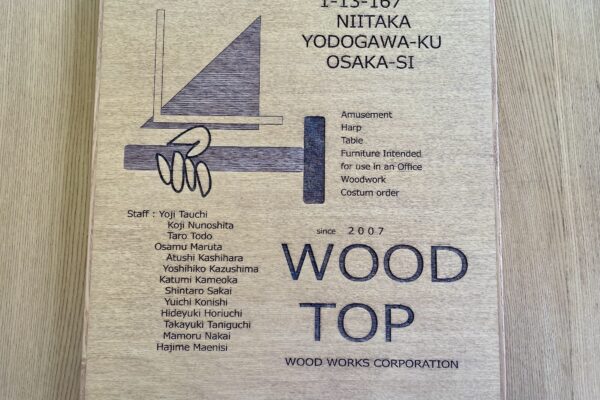 1-13-167
NIITAKA
YODOGAWA-KU
OSAKA-SI
Amusement
Harp
Table
Furniture Intended
for use in an Office
Woodwork
Costum order
Staff : Yoji Tauchi
Koji Nunoshita
Taro Todo
Osamu Maruta
Atushi Kashihara
Yoshihiko Kazushima
Katumi Kameoka
Shintaro Sakai
Yuichi Konishi
Hideyuki Horiuchi
Takayuki Taniguchi
Mamoru Nakai
Hajime Maenisi
since 2007
WOOD
TOP
WOOD WORKS CORPORATION